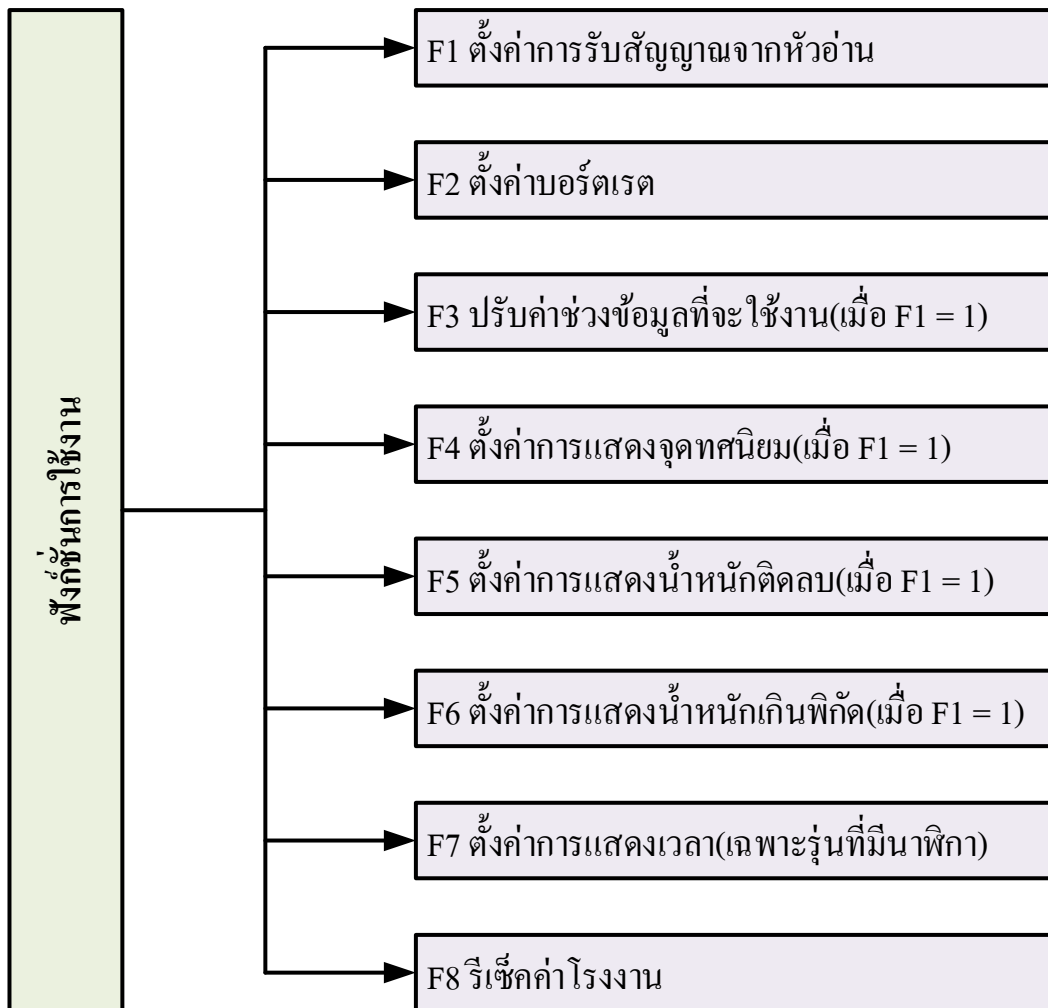 ฟังก์ชั่นการใช้งาน
F1 ตั้งค่าการรับสัญญาณจากหัวอ่าน
F2 ตั้งค่าบอร์ตเรต
F3 ปรับค่าช่วงข้อมูลที่จะใช้งาน(เมื่อ F1 = 1)
F4 ตั้งค่าการแสดงจุดทศนิยม(เมื่อ F1 = 1)
F5 ตั้งค่าการแสดงน้ำหนักติดลบ(เมื่อ F1 = 1)
F6 ตั้งค่าการแสดงน้ำหนักเกินพิกัด(เมื่อ F1 = 1)
F7 ตั้งค่าการแสดงเวลา(เฉพาะรุ่นที่มีนาฬิกา)
F8 รีเซ็คค่าโรงงาน